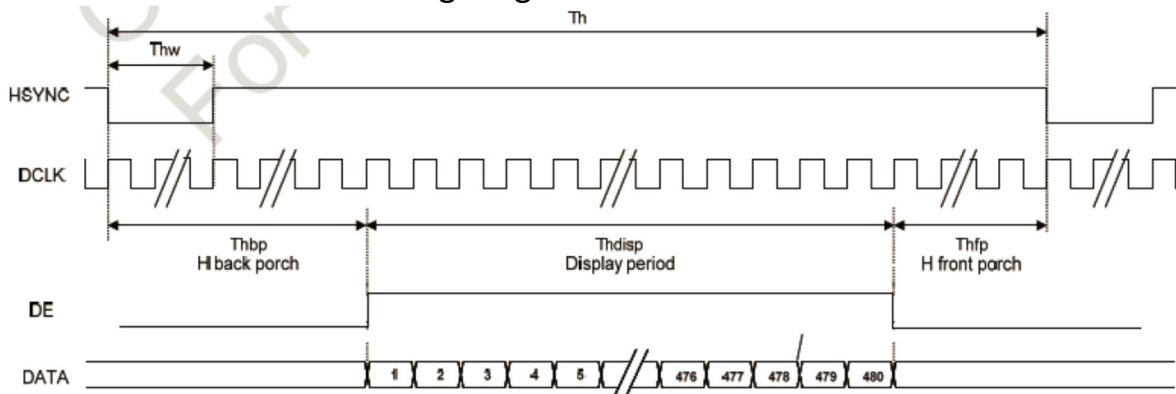 For
Th
Thw
HSYNC
DCLK
Thbp
H back porch
Thdisp
Display period
Thfp
H front porch
DE
DATA
1 2 3 4 5 476 477 478 479 480